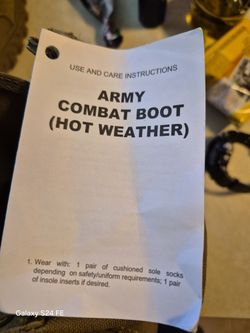 USE AND CARE INSTRUCTIONS
ARMY
COMBAT BOOT
(HOT WEATHER)
1. Wear with: 1 pair of cushioned sole socks
depending on safety/uniform requirements; 1 pair
of insole inserts if desired.
Galaxy S24 FE